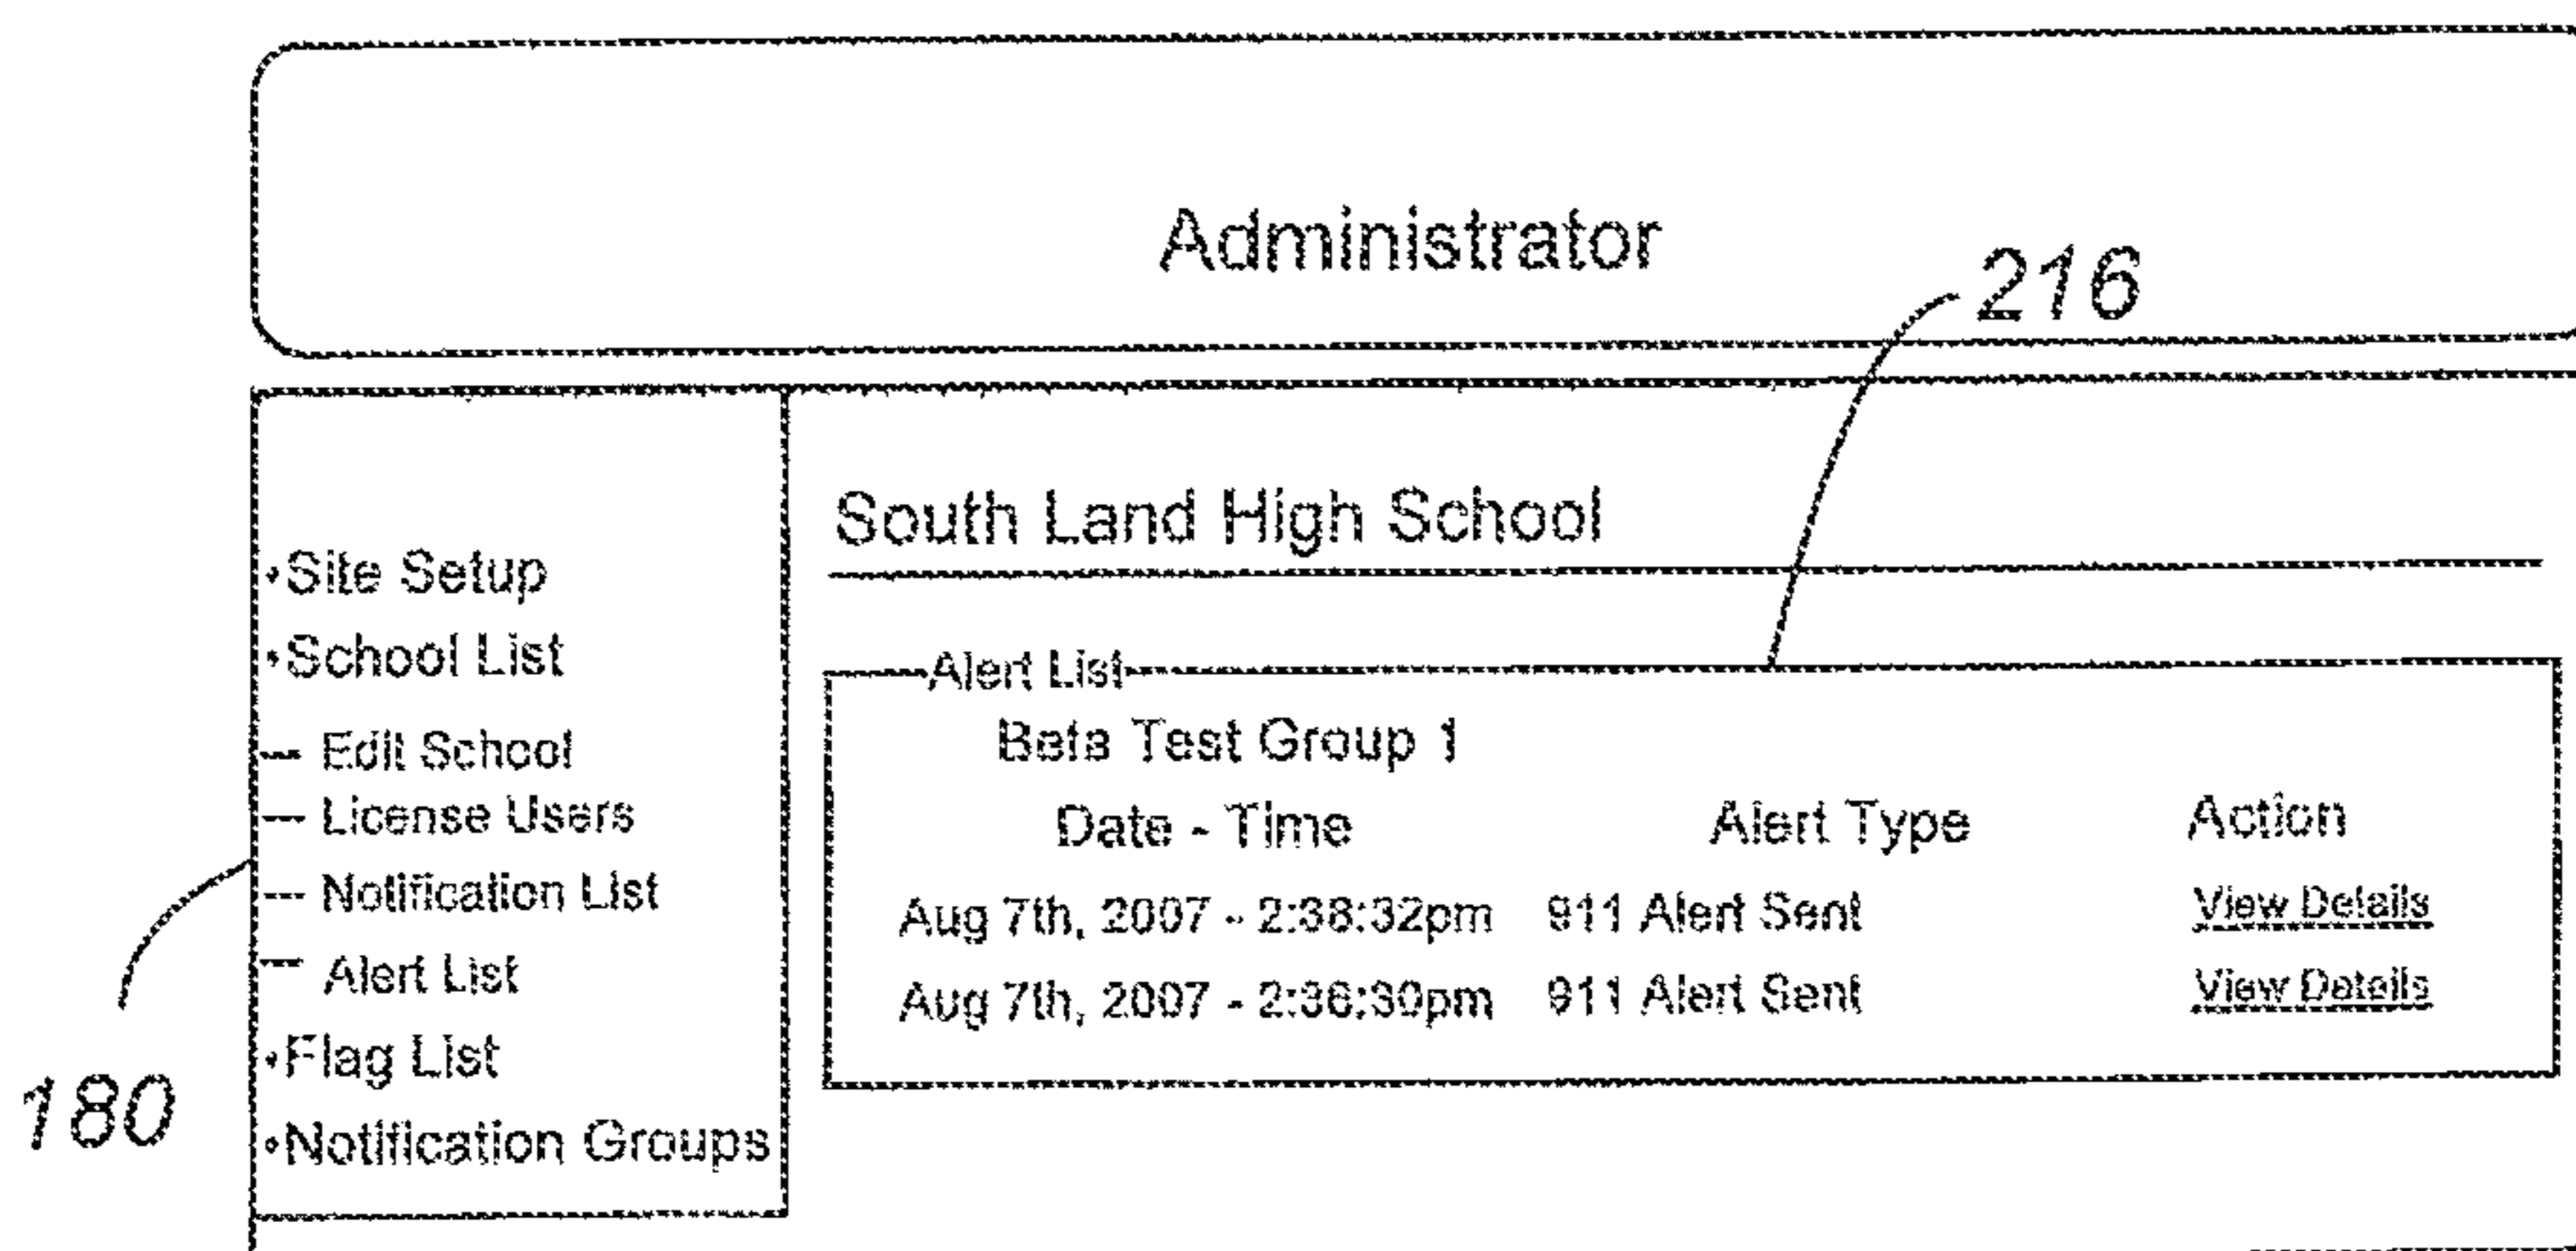 Administrator
216
South Land High School
•Site Setup
•School List
--- Edit School
--- License Users
--- Notification List
--- Alert List
•Flag List
•Notification Groups
180
Alert List
Beta Test Group 1
Date - Time Alert Type Action
Aug 7th, 2007 - 2:38:32pm 911 Alert Sent View Details
Aug 7th, 2007 - 2:36:30pm 911 Alert Sent View Details